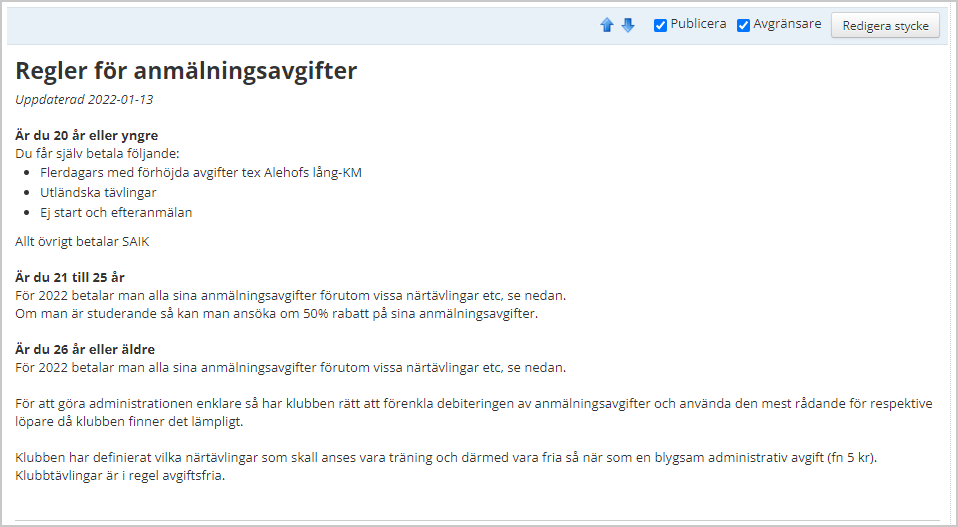 Publicera
Avgränsare
Redigera stycke
Regler för anmälningsavgifter
Uppdaterad 2022-01-13
Är du 20 år eller yngre
Du får själv betala följande:
• Flerdagars med förhöjda avgifter tex Alehofs lång-KM
• Utländska tävlingar
• Ej start och efteranmälan
Allt övrigt betalar SAIK
Är du 21 till 25 år
För 2022 betalar man alla sina anmälningsavgifter förutom vissa närtävlingar etc, se nedan.
Om man är studerande så kan man ansöka om 50% rabatt på sina anmälningsavgifter.
Är du 26 år eller äldre
För 2022 betalar man alla sina anmälningsavgifter förutom vissa närtävlingar etc, se nedan.
För att göra administrationen enklare så har klubben rätt att förenkla debiteringen av anmälningsavgifter och använda den mest rådande för respektive
löpare då klubben finner det lämpligt.
Klubben har definierat vilka närtävlingar som skall anses vara träning och därmed vara fria så när som en blygsam administrativ avgift (fn 5 kr).
Klubbtävlingar är i regel avgiftsfria.